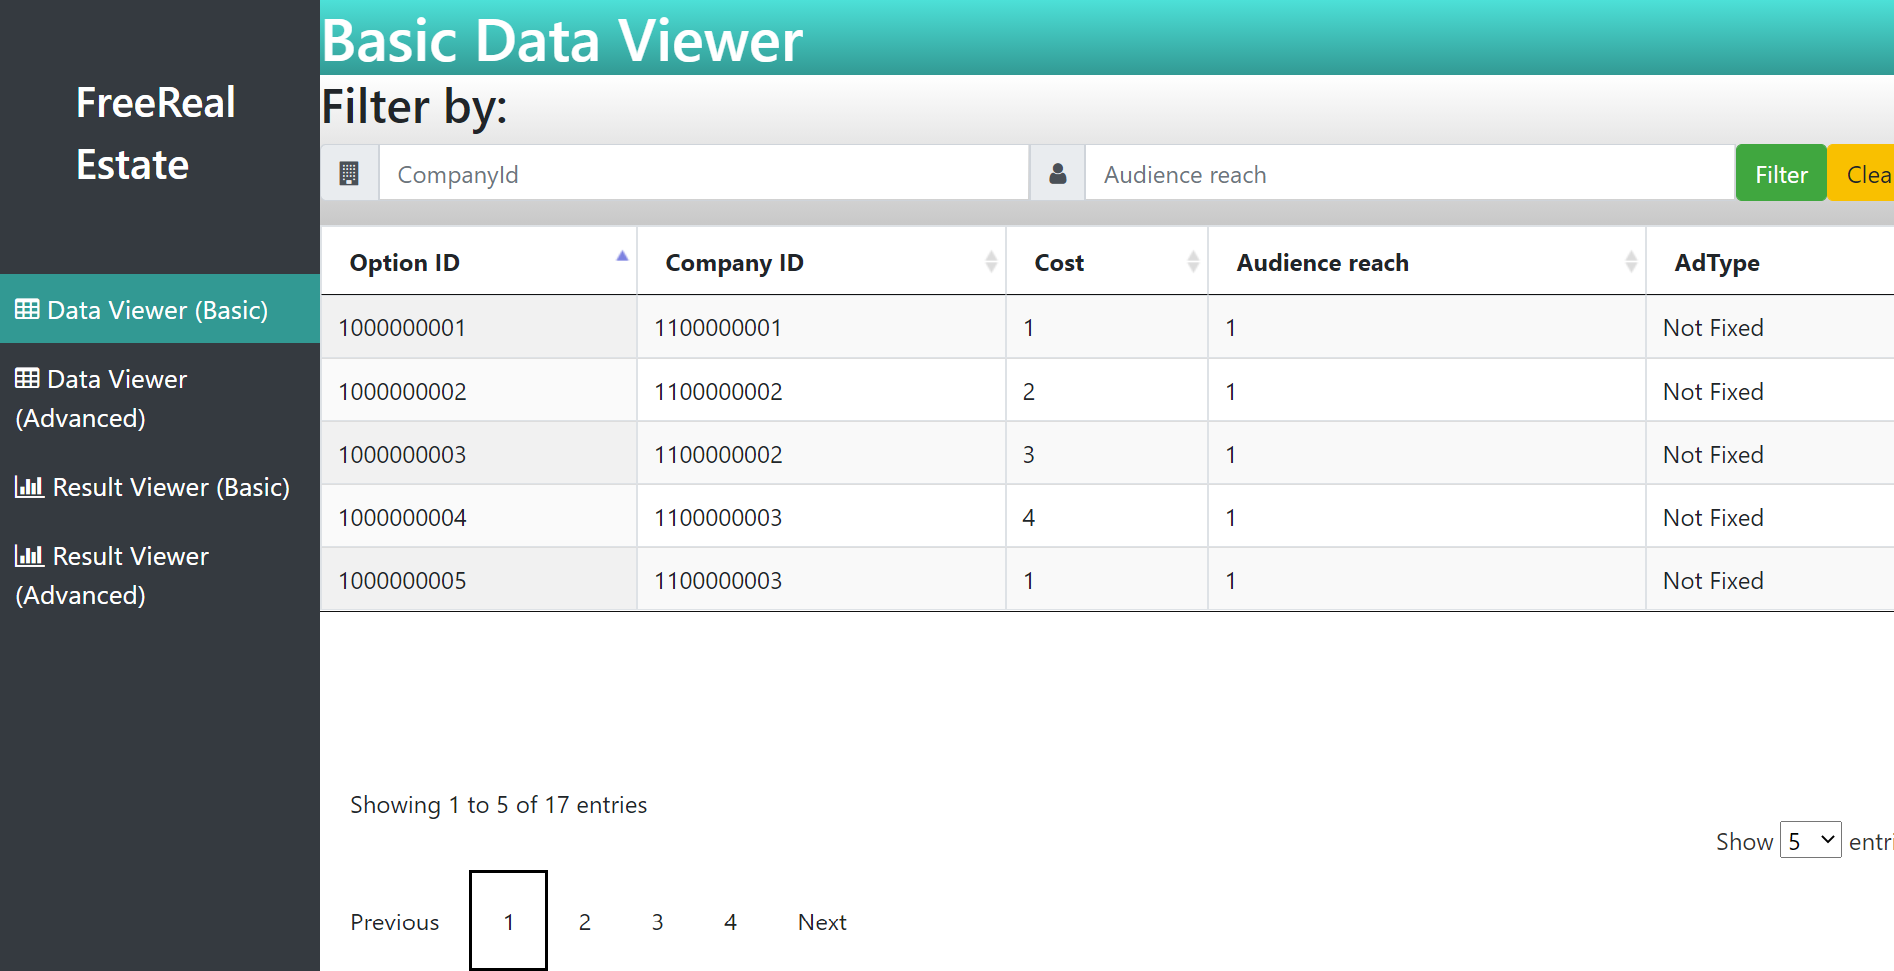 FreeReal
Estate
Data Viewer (Basic)
Data Viewer
(Advanced)
Result Viewer (Basic)
Result Viewer
(Advanced)
Basic Data Viewer
Filter by:
CompanyId Audience reach Filter Clea
Option ID Company ID Cost Audience reach AdType
1000000001 1100000001 1 1 Not Fixed
1000000002 1100000002 2 1 Not Fixed
1000000003 1100000002 3 1 Not Fixed
1000000004 1100000003 4 1 Not Fixed
1000000005 1100000003 1 1 Not Fixed
Showing 1 to 5 of 17 entries
Show 5 entri
Previous 1 2 3 4 Next